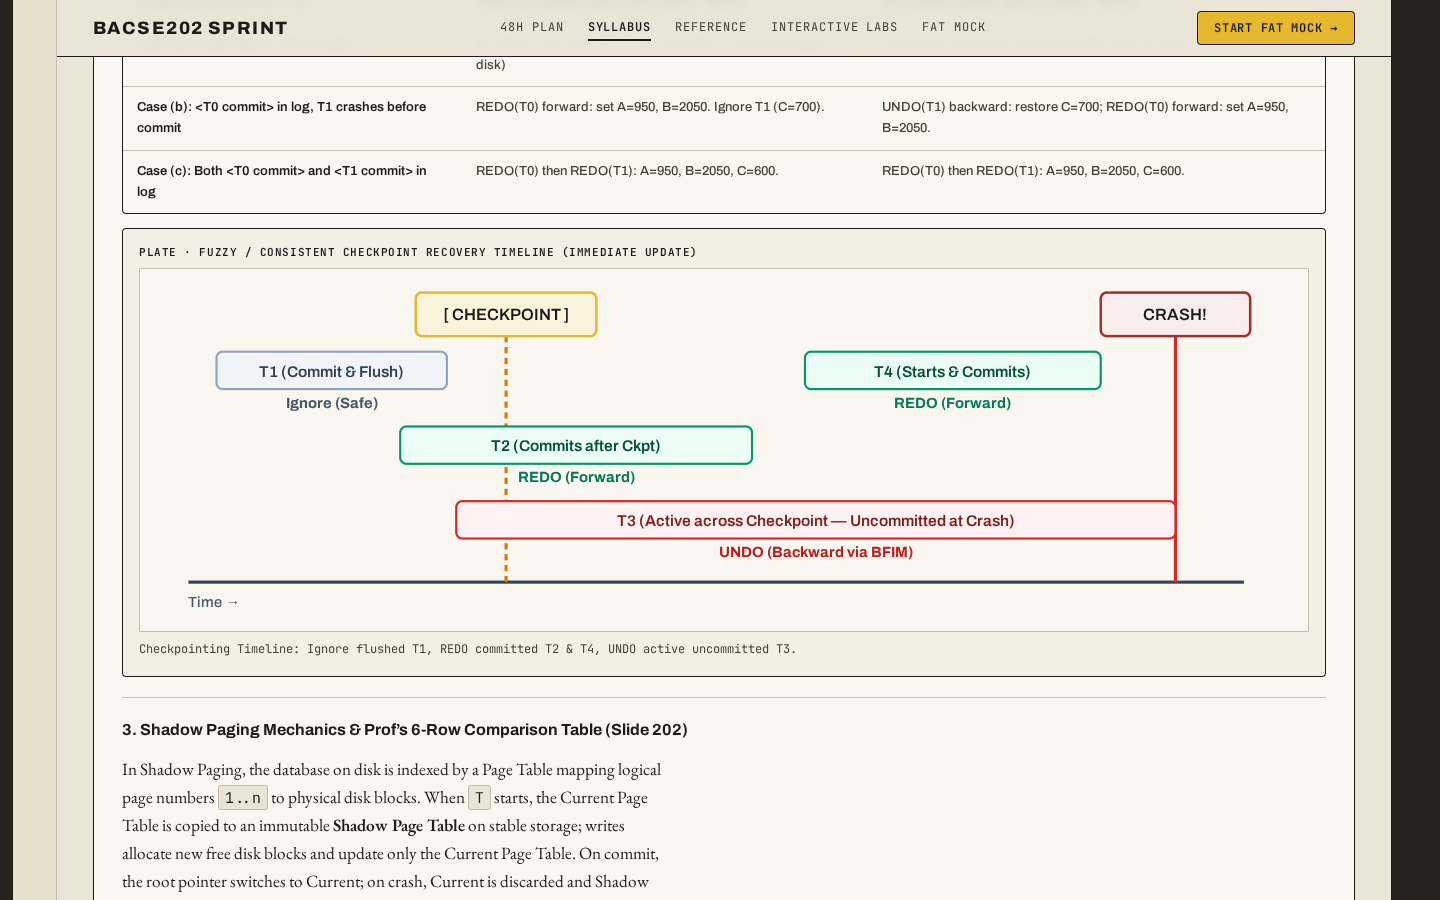 BACSE202 SPRINT
48H PLAN
SYLLABUS
REFERENCE
INTERACTIVE LABS
FAT MOCK
START FAT MOCK →
disk)
Case (b): <T0 commit> in log, T1 crashes before
commit
REDO(T0) forward: set A=950, B=2050. Ignore T1 (C=700).
UNDO(T1) backward: restore C=700; REDO(T0) forward: set A=950,
B=2050.
Case (c): Both <T0 commit> and <T1 commit> in
log
REDO(T0) then REDO(T1): A=950, B=2050, C=600.
REDO(T0) then REDO(T1): A=950, B=2050, C=600.
PLATE · FUZZY / CONSISTENT CHECKPOINT RECOVERY TIMELINE (IMMEDIATE UPDATE)
[ CHECKPOINT ]
CRASH!
T1 (Commit & Flush)
Ignore (Safe)
T4 (Starts & Commits)
REDO (Forward)
T2 (Commits after Ckpt)
REDO (Forward)
T3 (Active across Checkpoint — Uncommitted at Crash)
UNDO (Backward via BFIM)
Time →
Checkpointing Timeline: Ignore flushed T1, REDO committed T2 & T4, UNDO active uncommitted T3.
3. Shadow Paging Mechanics & Prof's 6-Row Comparison Table (Slide 202)
In Shadow Paging, the database on disk is indexed by a Page Table mapping logical
page numbers 1..n to physical disk blocks. When T starts, the Current Page
Table is copied to an immutable Shadow Page Table on stable storage; writes
allocate new free disk blocks and update only the Current Page Table. On commit,
the root pointer switches to Current; on crash, Current is discarded and Shadow